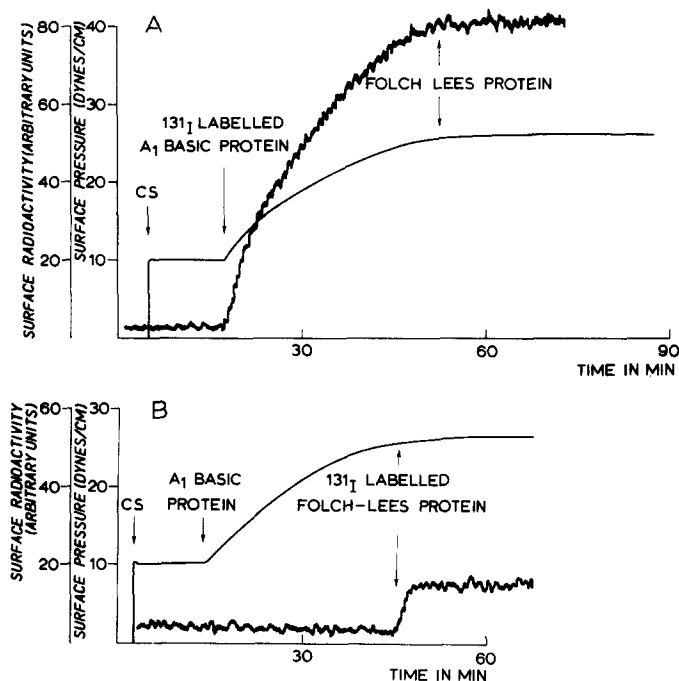 A
SURFACE RADIOACTIVITY (ARBITRARY UNITS)
SURFACE PRESSURE (DYNES/CM)
80
60
40
20
40
30
20
10
CS
131I LABELLED
A1 BASIC PROTEIN
FOLCH LEES PROTEIN
30
60
90
TIME IN MIN
B
SURFACE RADIOACTIVITY
(ARBITRARY UNITS)
SURFACE PRESSURE (DYNES/CM)
60
40
20
30
20
10
CS
A1 BASIC
PROTEIN
131I LABELLED
FOLCH-LEES PROTEIN
30
60
TIME IN MIN